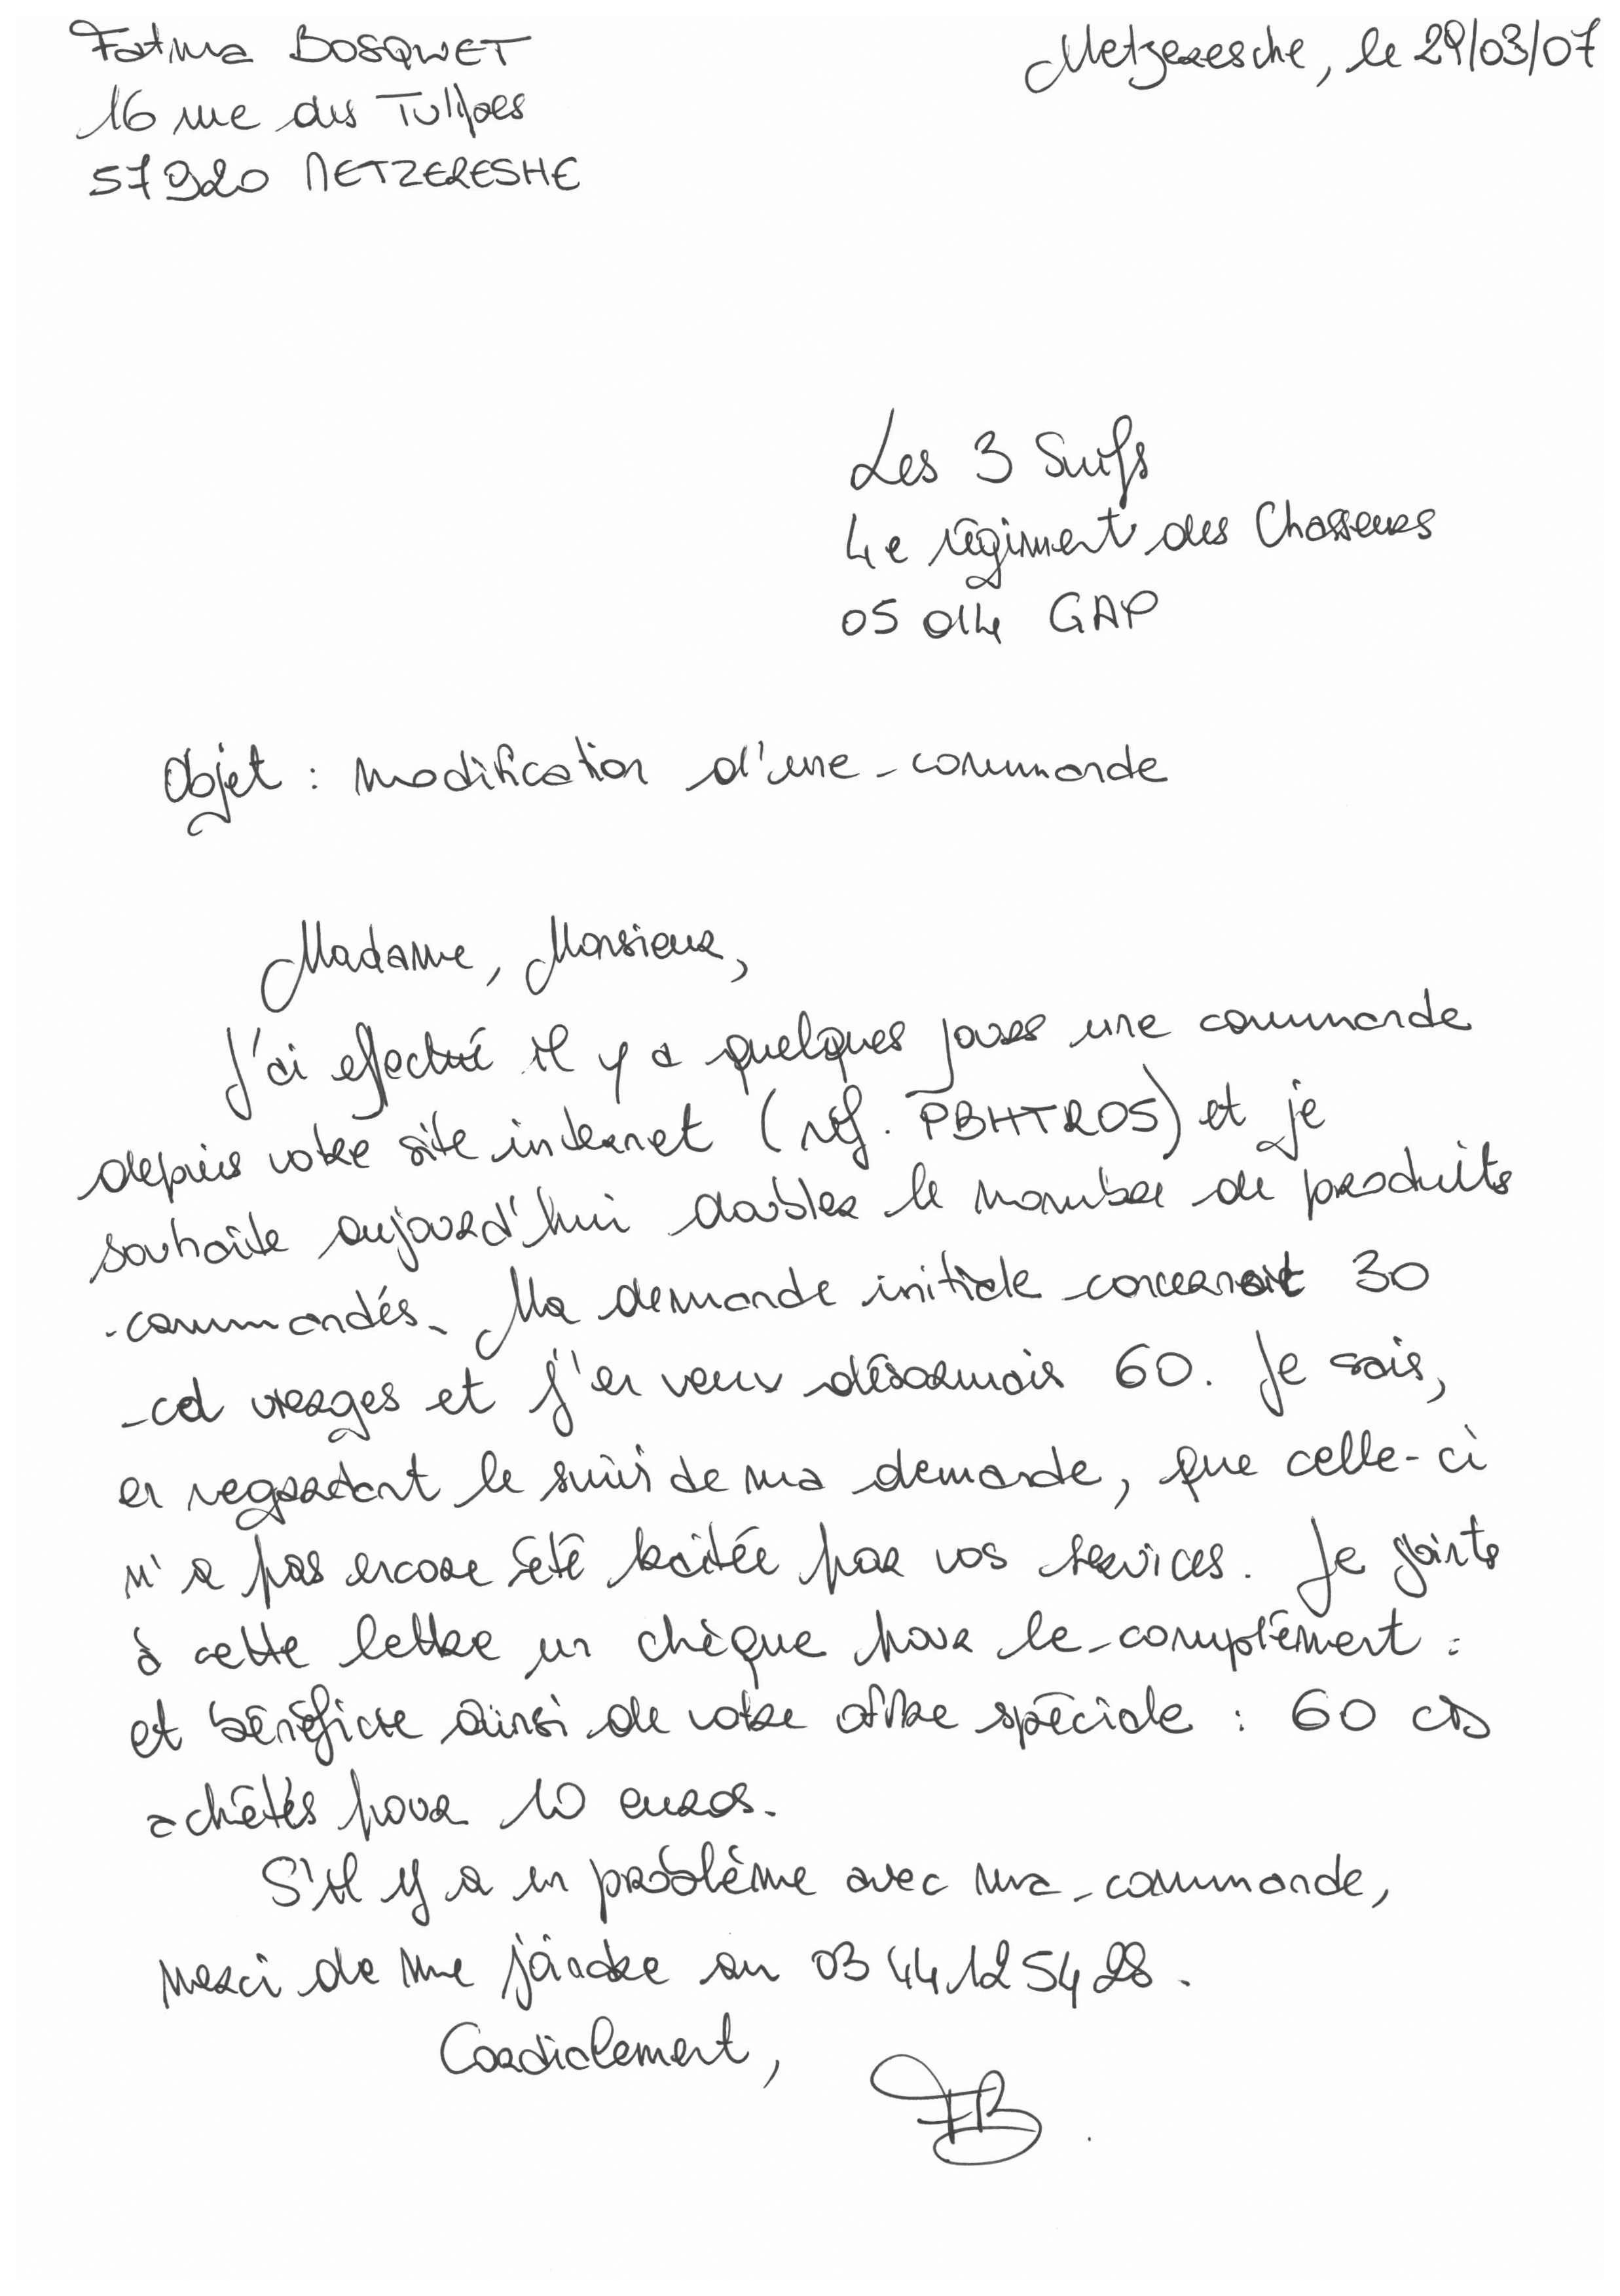 Fatima BOSQWET
Metzeresche, le 29/03/07
16 rue des Tulipes
57920 METZERESHE
Les 3 Suifs
4e régiment des Chasseurs
05 014 GAP
Objet : modification d'une commande
Madame, Monsieur,
J'ai effectué il y a quelques jours une commande
depuis votre site internet (réf. PBHTROS) et je
souhaite aujourd'hui doubler le nombre de produits
commandés. Ma demande initiale concernait 30
cd vierges et j'en veux désormais 60. Je sais,
en regardant le suivi de ma demande, que celle-ci
n'a pas encore été traitée par vos services. Je joints
à cette lettre un chèque pour le complément :
et bénéficie ainsi de votre offre spéciale : 60 cds
achétés pour 10 euros.
S'il y a un problème avec ma commande,
merci de me joindre au 03 44 12 54 28.
Cordialement,
FB